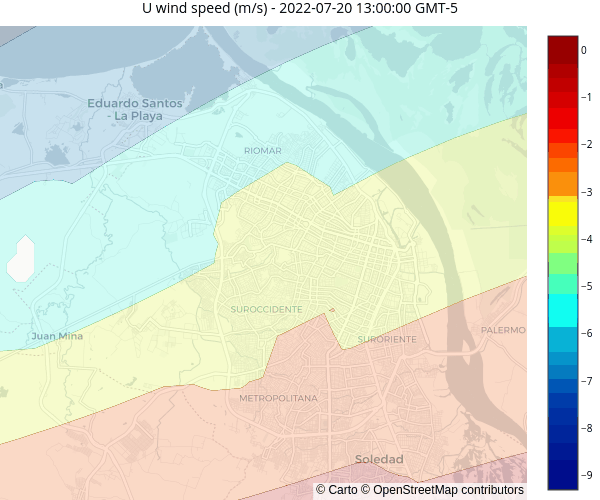 U wind speed (m/s) - 2022-07-20 13:00:00 GMT-5
Eduardo Santos
- La Playa
RIOMAR
SUROCCIDENTE
Juan Mina
SURORIENTE
PALERMO
METROPOLITANA
Soledad
© Carto © OpenStreetMap contributors
0
−1
−2
−3
−4
−5
−6
−7
−8
−9